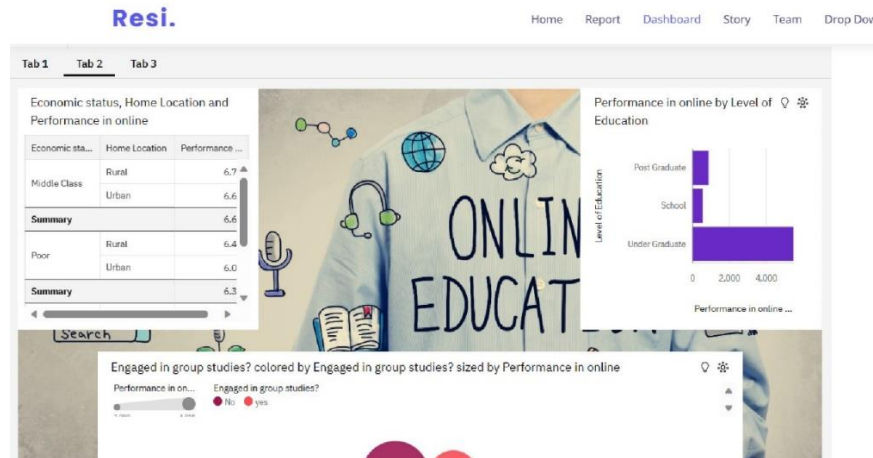 Resi.
Home Report Dashboard Story Team
Tab 1 Tab 2 Tab 3
Economic status, Home Location and
Performance in online
Economic sta... Home Location Performance ...
Middle Class
Rural 6.7
Urban 6.6
Summary 6.6
Poor
Rural 6.4
Urban 6.0
Summary 6.3
Search
ONLIN
EDUCAT
Performance in online by Level of
Education
Level of Education
Post Graduate
School
Under Graduate
0 2,000 4,000
Performance in online ...
Engaged in group studies? colored by Engaged in group studies? sized by Performance in online
Performance in on... Engaged in group studies?
No yes